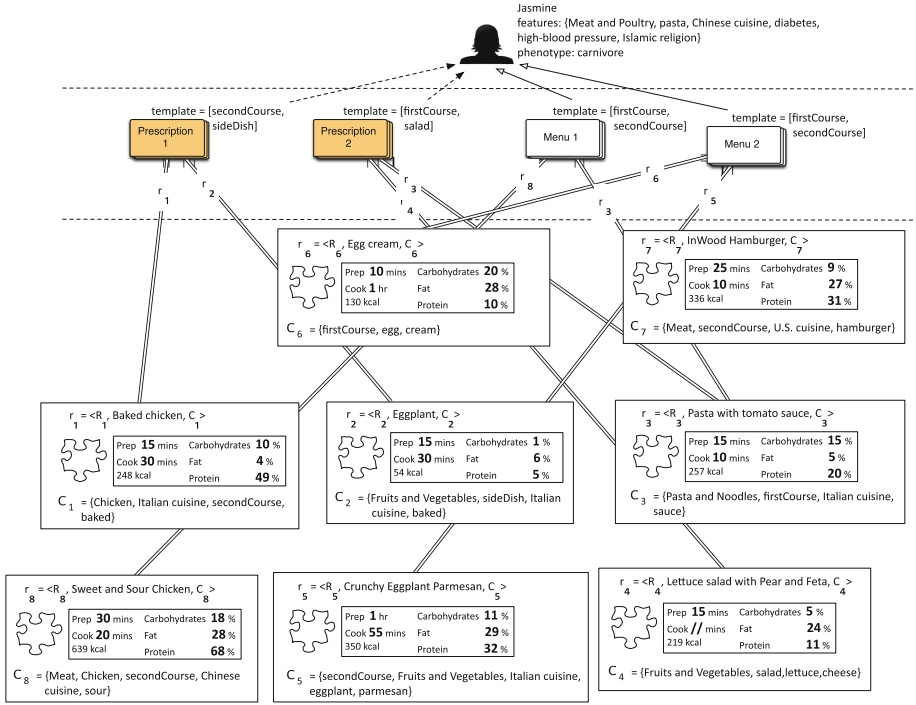 Jasmine
features: {Meat and Poultry, pasta, Chinese cuisine, diabetes,
high-blood pressure, Islamic religion}
phenotype: carnivore
template = [secondCourse,
sideDish]
template = [firstCourse,
salad]
template = [firstCourse,
secondCourse]
template = [firstCourse,
secondCourse]
Prescription
1
Prescription
2
Menu 1
Menu 2
r 1
r 2
r 3
r 4
r 8
r 3
r 6
r 5
r 6 = <R 6, Egg cream, C 6 >
Prep 10 mins Carbohydrates 20 %
Cook 1 hr Fat 28 %
130 kcal Protein 10 %
C 6 = {firstCourse, egg, cream}
r 7 = <R 7, InWood Hamburger, C 7 >
Prep 25 mins Carbohydrates 9 %
Cook 10 mins Fat 27 %
336 kcal Protein 31 %
C 7 = {Meat, secondCourse, U.S. cuisine, hamburger}
r 1 = <R 1, Baked chicken, C 1 >
Prep 15 mins Carbohydrates 10 %
Cook 30 mins Fat 4 %
248 kcal Protein 49 %
C 1 = {Chicken, Italian cuisine, secondCourse,
baked}
r 2 = <R 2, Eggplant, C 2 >
Prep 15 mins Carbohydrates 1 %
Cook 30 mins Fat 6 %
54 kcal Protein 5 %
C 2 = {Fruits and Vegetables, sideDish, Italian
cuisine, baked}
r 3 = <R 3, Pasta with tomato sauce, C 3 >
Prep 15 mins Carbohydrates 15 %
Cook 10 mins Fat 5 %
257 kcal Protein 20 %
C 3 = {Pasta and Noodles, firstCourse, Italian cuisine,
sauce}
r 8 = <R 8, Sweet and Sour Chicken, C 8 >
Prep 30 mins Carbohydrates 18 %
Cook 20 mins Fat 28 %
639 kcal Protein 68 %
C 8 = {Meat, Chicken, secondCourse, Chinese
cuisine, sour}
r 5 = <R 5, Crunchy Eggplant Parmesan, C 5 >
Prep 1 hr Carbohydrates 11 %
Cook 55 mins Fat 29 %
350 kcal Protein 32 %
C 5 = {secondCourse, Fruits and Vegetables, Italian cuisine,
eggplant, parmesan}
r 4 = <R 4, Lettuce salad with Pear and Feta, C 4 >
Prep 15 mins Carbohydrates 5 %
Cook // mins Fat 24 %
219 kcal Protein 11 %
C 4 = {Fruits and Vegetables, salad,lettuce,cheese}